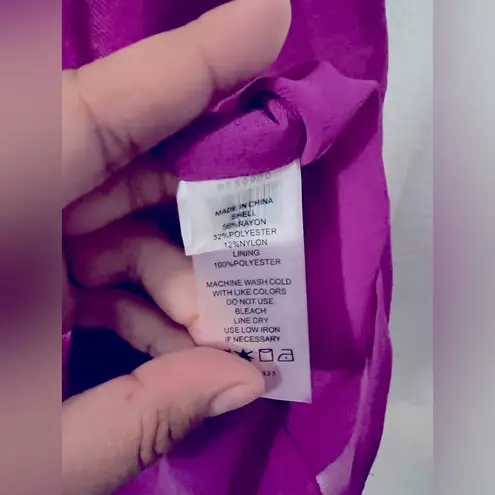 MADE IN CHINA
SHELL
56%RAYON
32%POLYESTER
12%NYLON
LINING
100%POLYESTER
MACHINE WASH COLD
WITH LIKE COLORS
DO NOT USE
BLEACH
LINE DRY
USE LOW IRON
IF NECESSARY